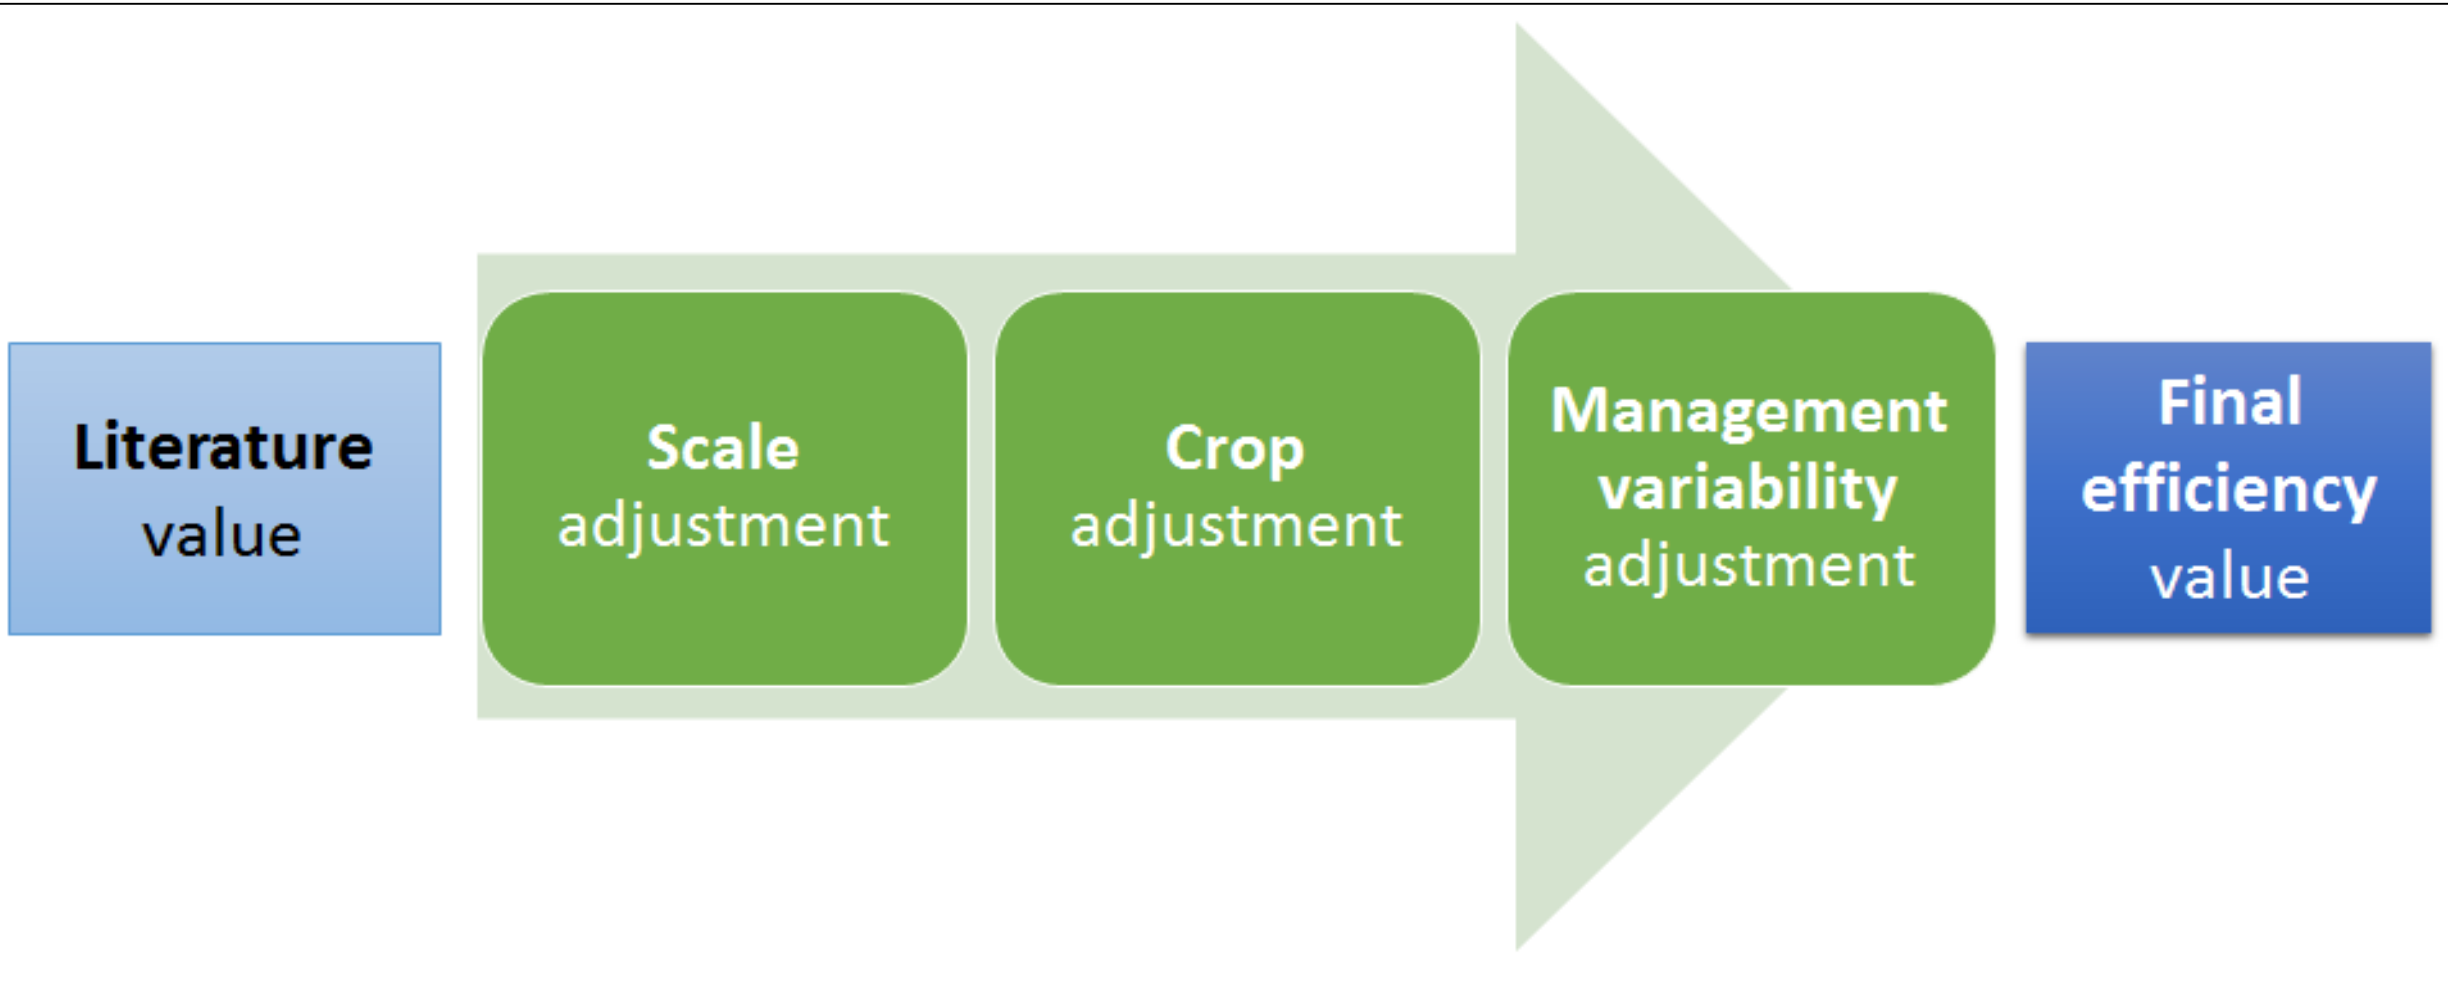 Literature
value
Scale
adjustment
Crop
adjustment
Management
variability
adjustment
Final
efficiency
value